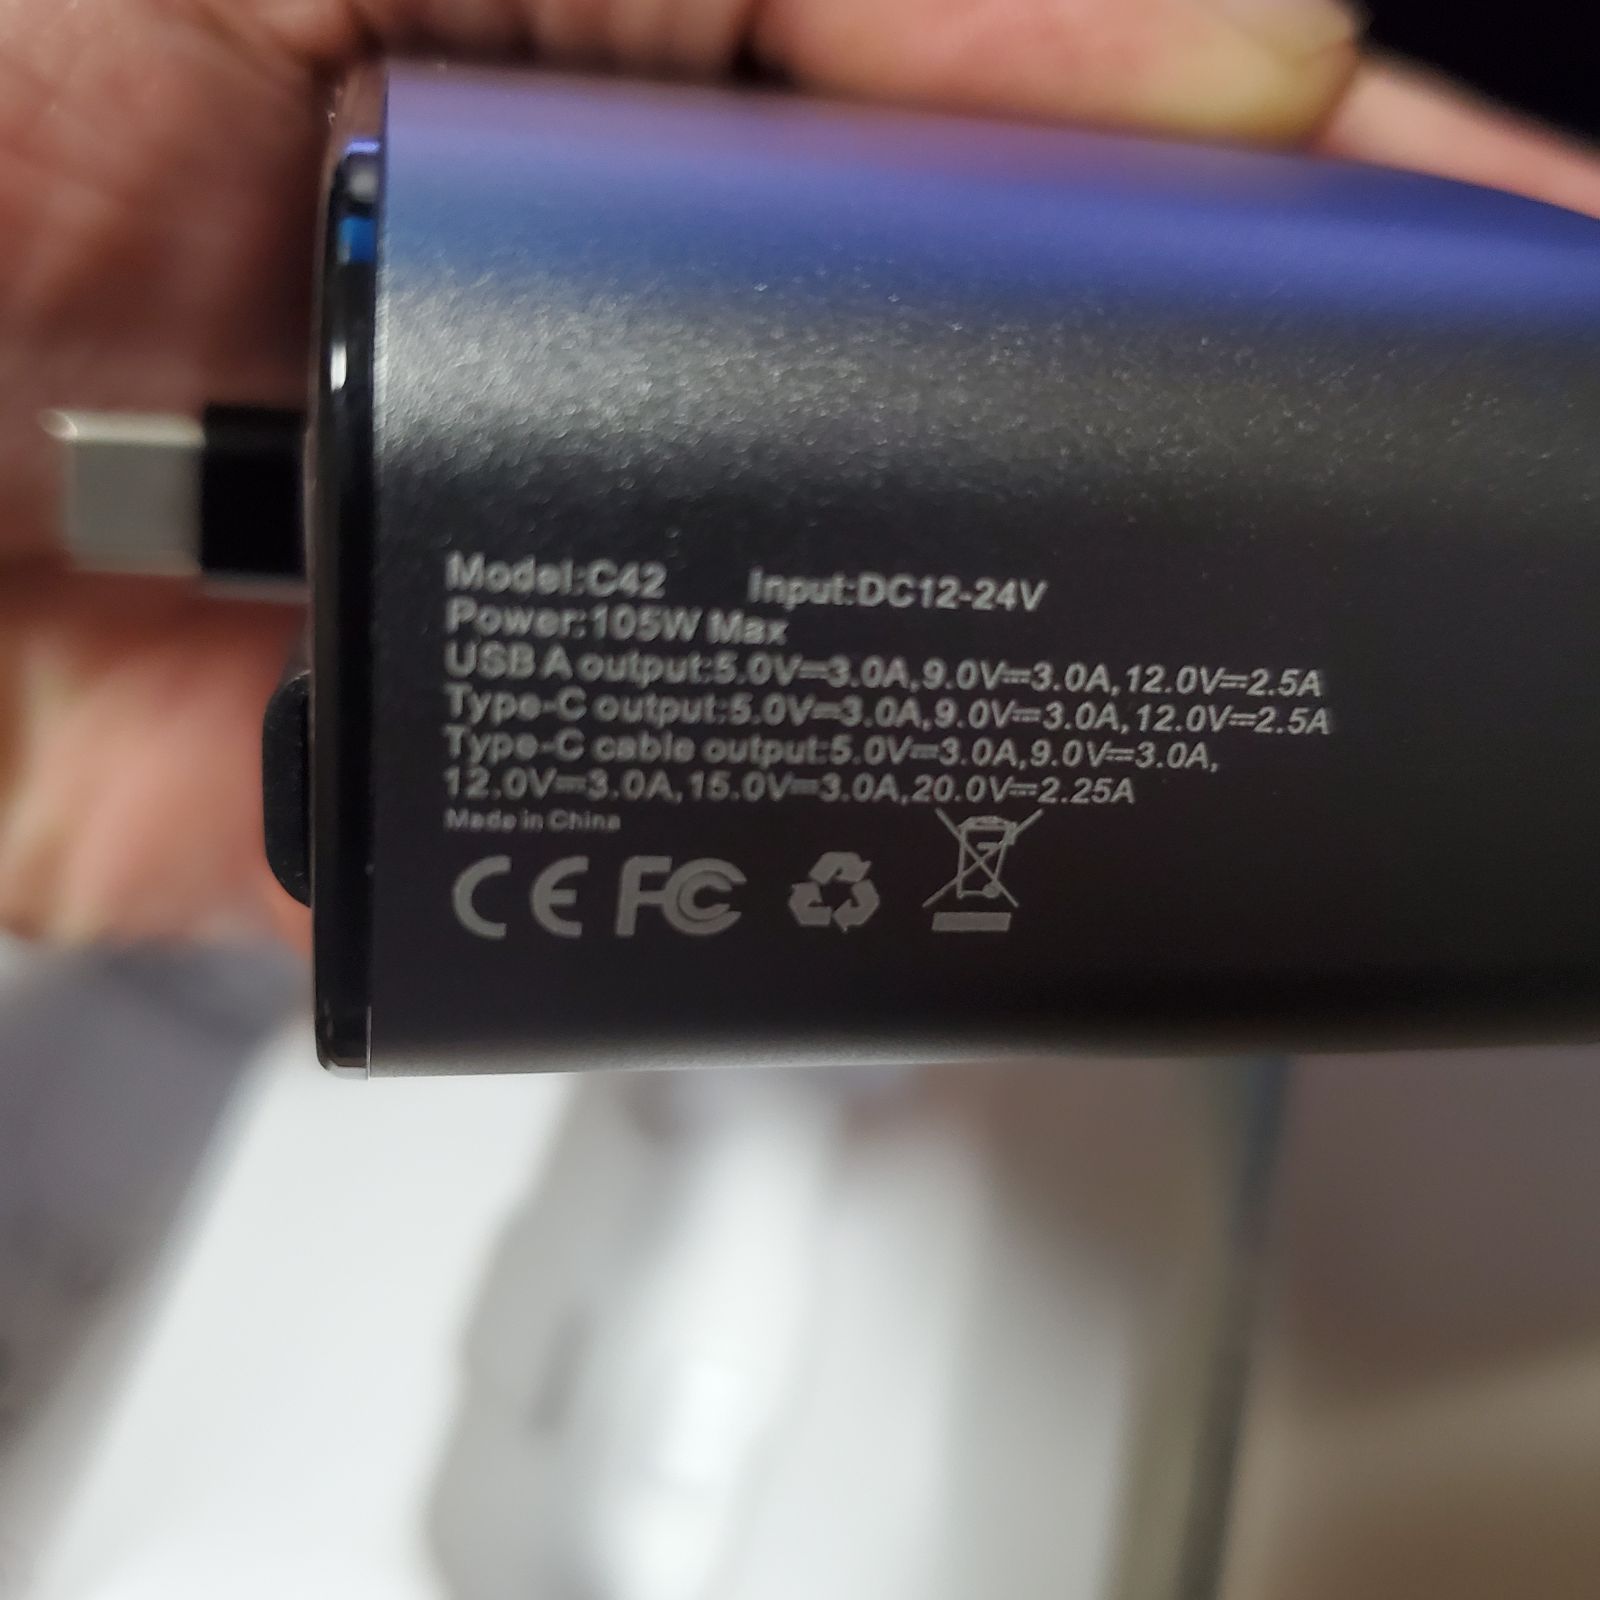 Model:C42 Input:DC12-24V
Power:105W Max
USB A output:5.0V⎓3.0A,9.0V⎓3.0A,12.0V⎓2.5A
Type-C output:5.0V⎓3.0A,9.0V⎓3.0A,12.0V⎓2.5A
Type-C cable output:5.0V⎓3.0A,9.0V⎓3.0A,
12.0V⎓3.0A,15.0V⎓3.0A,20.0V⎓2.25A
Made in China
CE FC